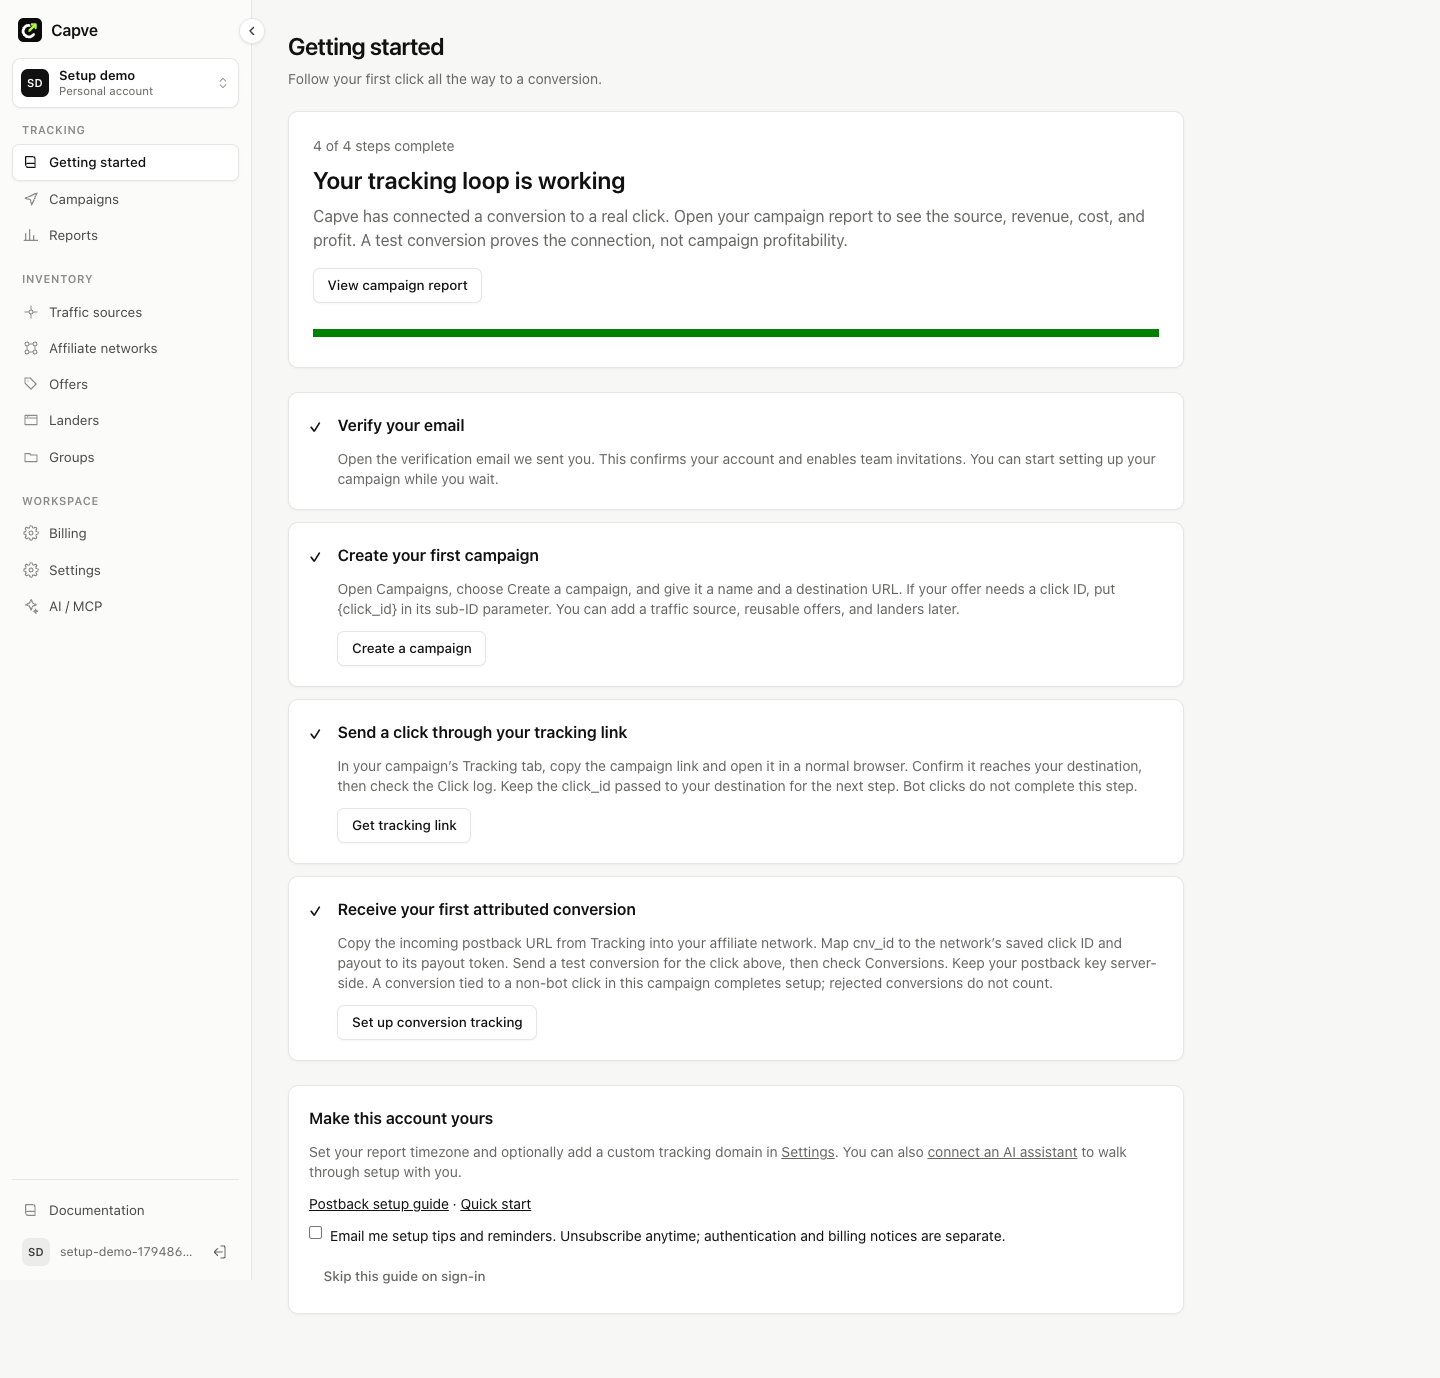 Capve
SD
Setup demo
Personal account
TRACKING
Getting started
Campaigns
Reports
INVENTORY
Traffic sources
Affiliate networks
Offers
Landers
Groups
WORKSPACE
Billing
Settings
AI / MCP
Documentation
SD
setup-demo-179486...
Getting started
Follow your first click all the way to a conversion.
4 of 4 steps complete
Your tracking loop is working
Capve has connected a conversion to a real click. Open your campaign report to see the source, revenue, cost, and
profit. A test conversion proves the connection, not campaign profitability.
View campaign report
Verify your email
Open the verification email we sent you. This confirms your account and enables team invitations. You can start setting up your
campaign while you wait.
Create your first campaign
Open Campaigns, choose Create a campaign, and give it a name and a destination URL. If your offer needs a click ID, put
{click_id} in its sub-ID parameter. You can add a traffic source, reusable offers, and landers later.
Create a campaign
Send a click through your tracking link
In your campaign's Tracking tab, copy the campaign link and open it in a normal browser. Confirm it reaches your destination,
then check the Click log. Keep the click_id passed to your destination for the next step. Bot clicks do not complete this step.
Get tracking link
Receive your first attributed conversion
Copy the incoming postback URL from Tracking into your affiliate network. Map cnv_id to the network's saved click ID and
payout to its payout token. Send a test conversion for the click above, then check Conversions. Keep your postback key server-
side. A conversion tied to a non-bot click in this campaign completes setup; rejected conversions do not count.
Set up conversion tracking
Make this account yours
Set your report timezone and optionally add a custom tracking domain in Settings. You can also connect an AI assistant to walk
through setup with you.
Postback setup guide · Quick start
Email me setup tips and reminders. Unsubscribe anytime; authentication and billing notices are separate.
Skip this guide on sign-in